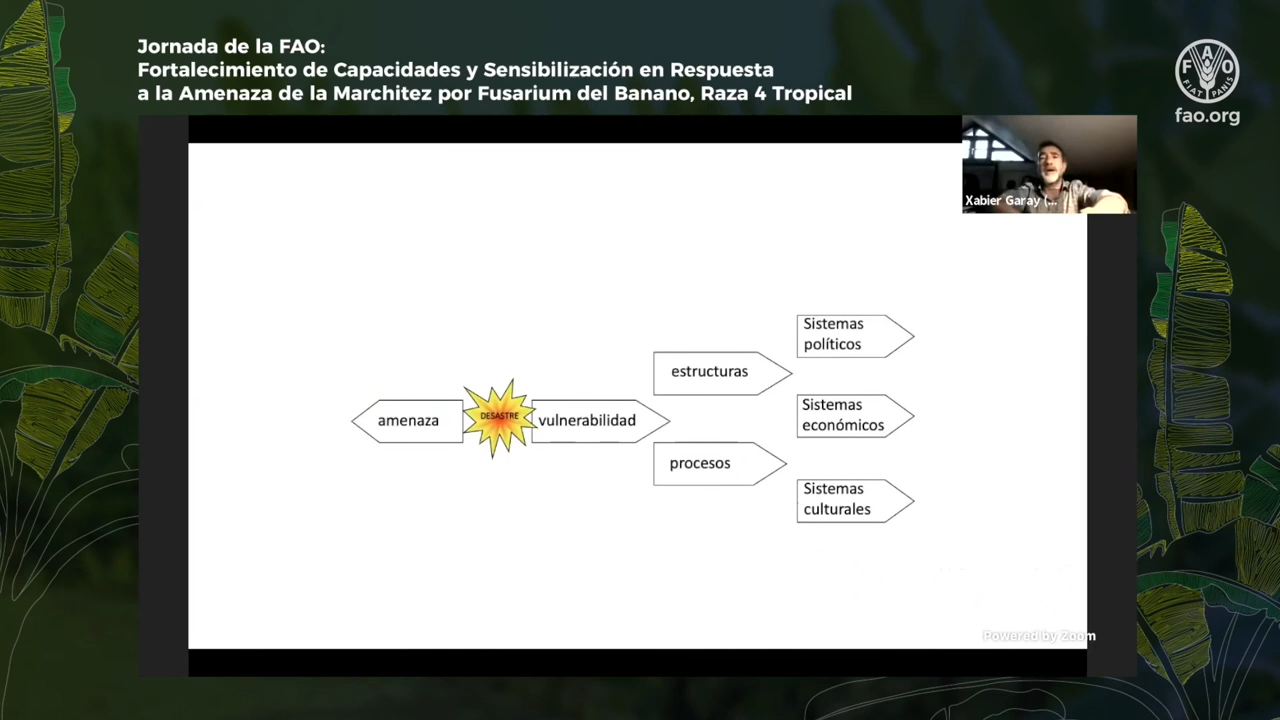 Jornada de la FAO:
Fortalecimiento de Capacidades y Sensibilización en Respuesta
a la Amenaza de la Marchitez por Fusarium del Banano, Raza 4 Tropical
F A O
FIAT PANIS
fao.org
Xabier Garay (...
Sistemas
políticos
estructuras
Sistemas
económicos
amenaza
DESASTRE
vulnerabilidad
procesos
Sistemas
culturales
Powered by Zoom